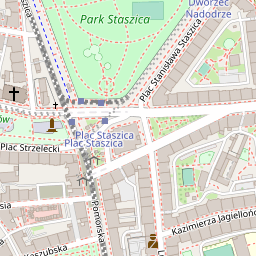 Dworzec
Nadodrze
Park Staszica
Plac Stanisława Staszica
Plac Staszica
Plac Strzelecki
Plac Staszica
Pomorska
Kazimierza Jagielloń